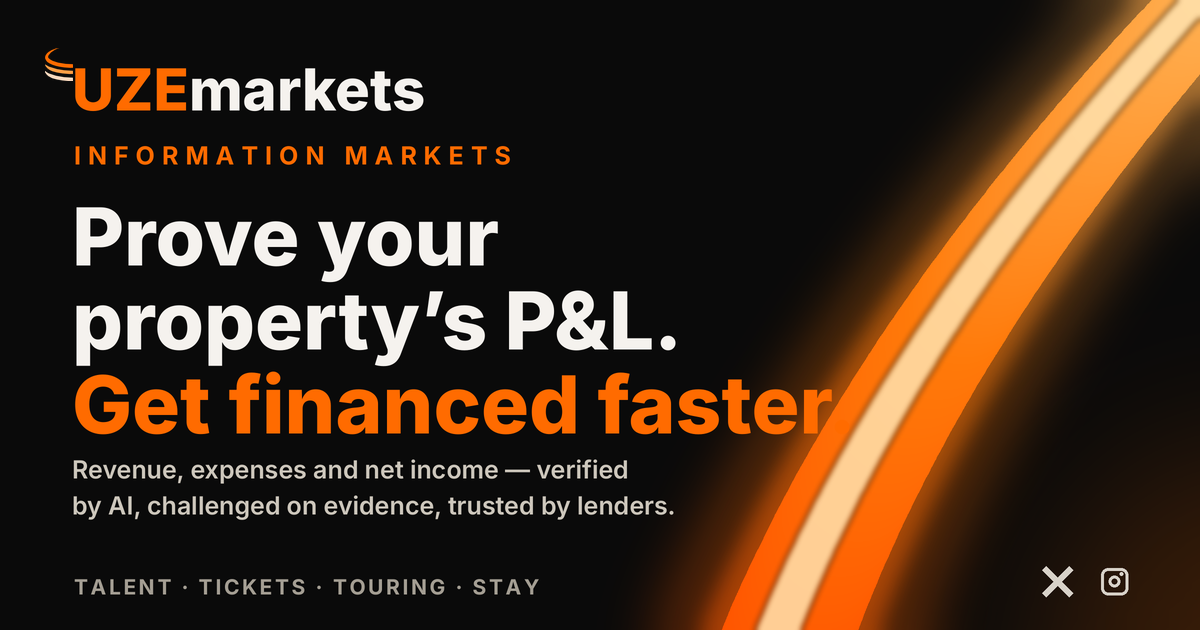 UZEmarkets
INFORMATION MARKETS
Prove your
property’s P&L.
Get financed faster
Revenue, expenses and net income — verified
by AI, challenged on evidence, trusted by lenders.
TALENT · TICKETS · TOURING · STAY